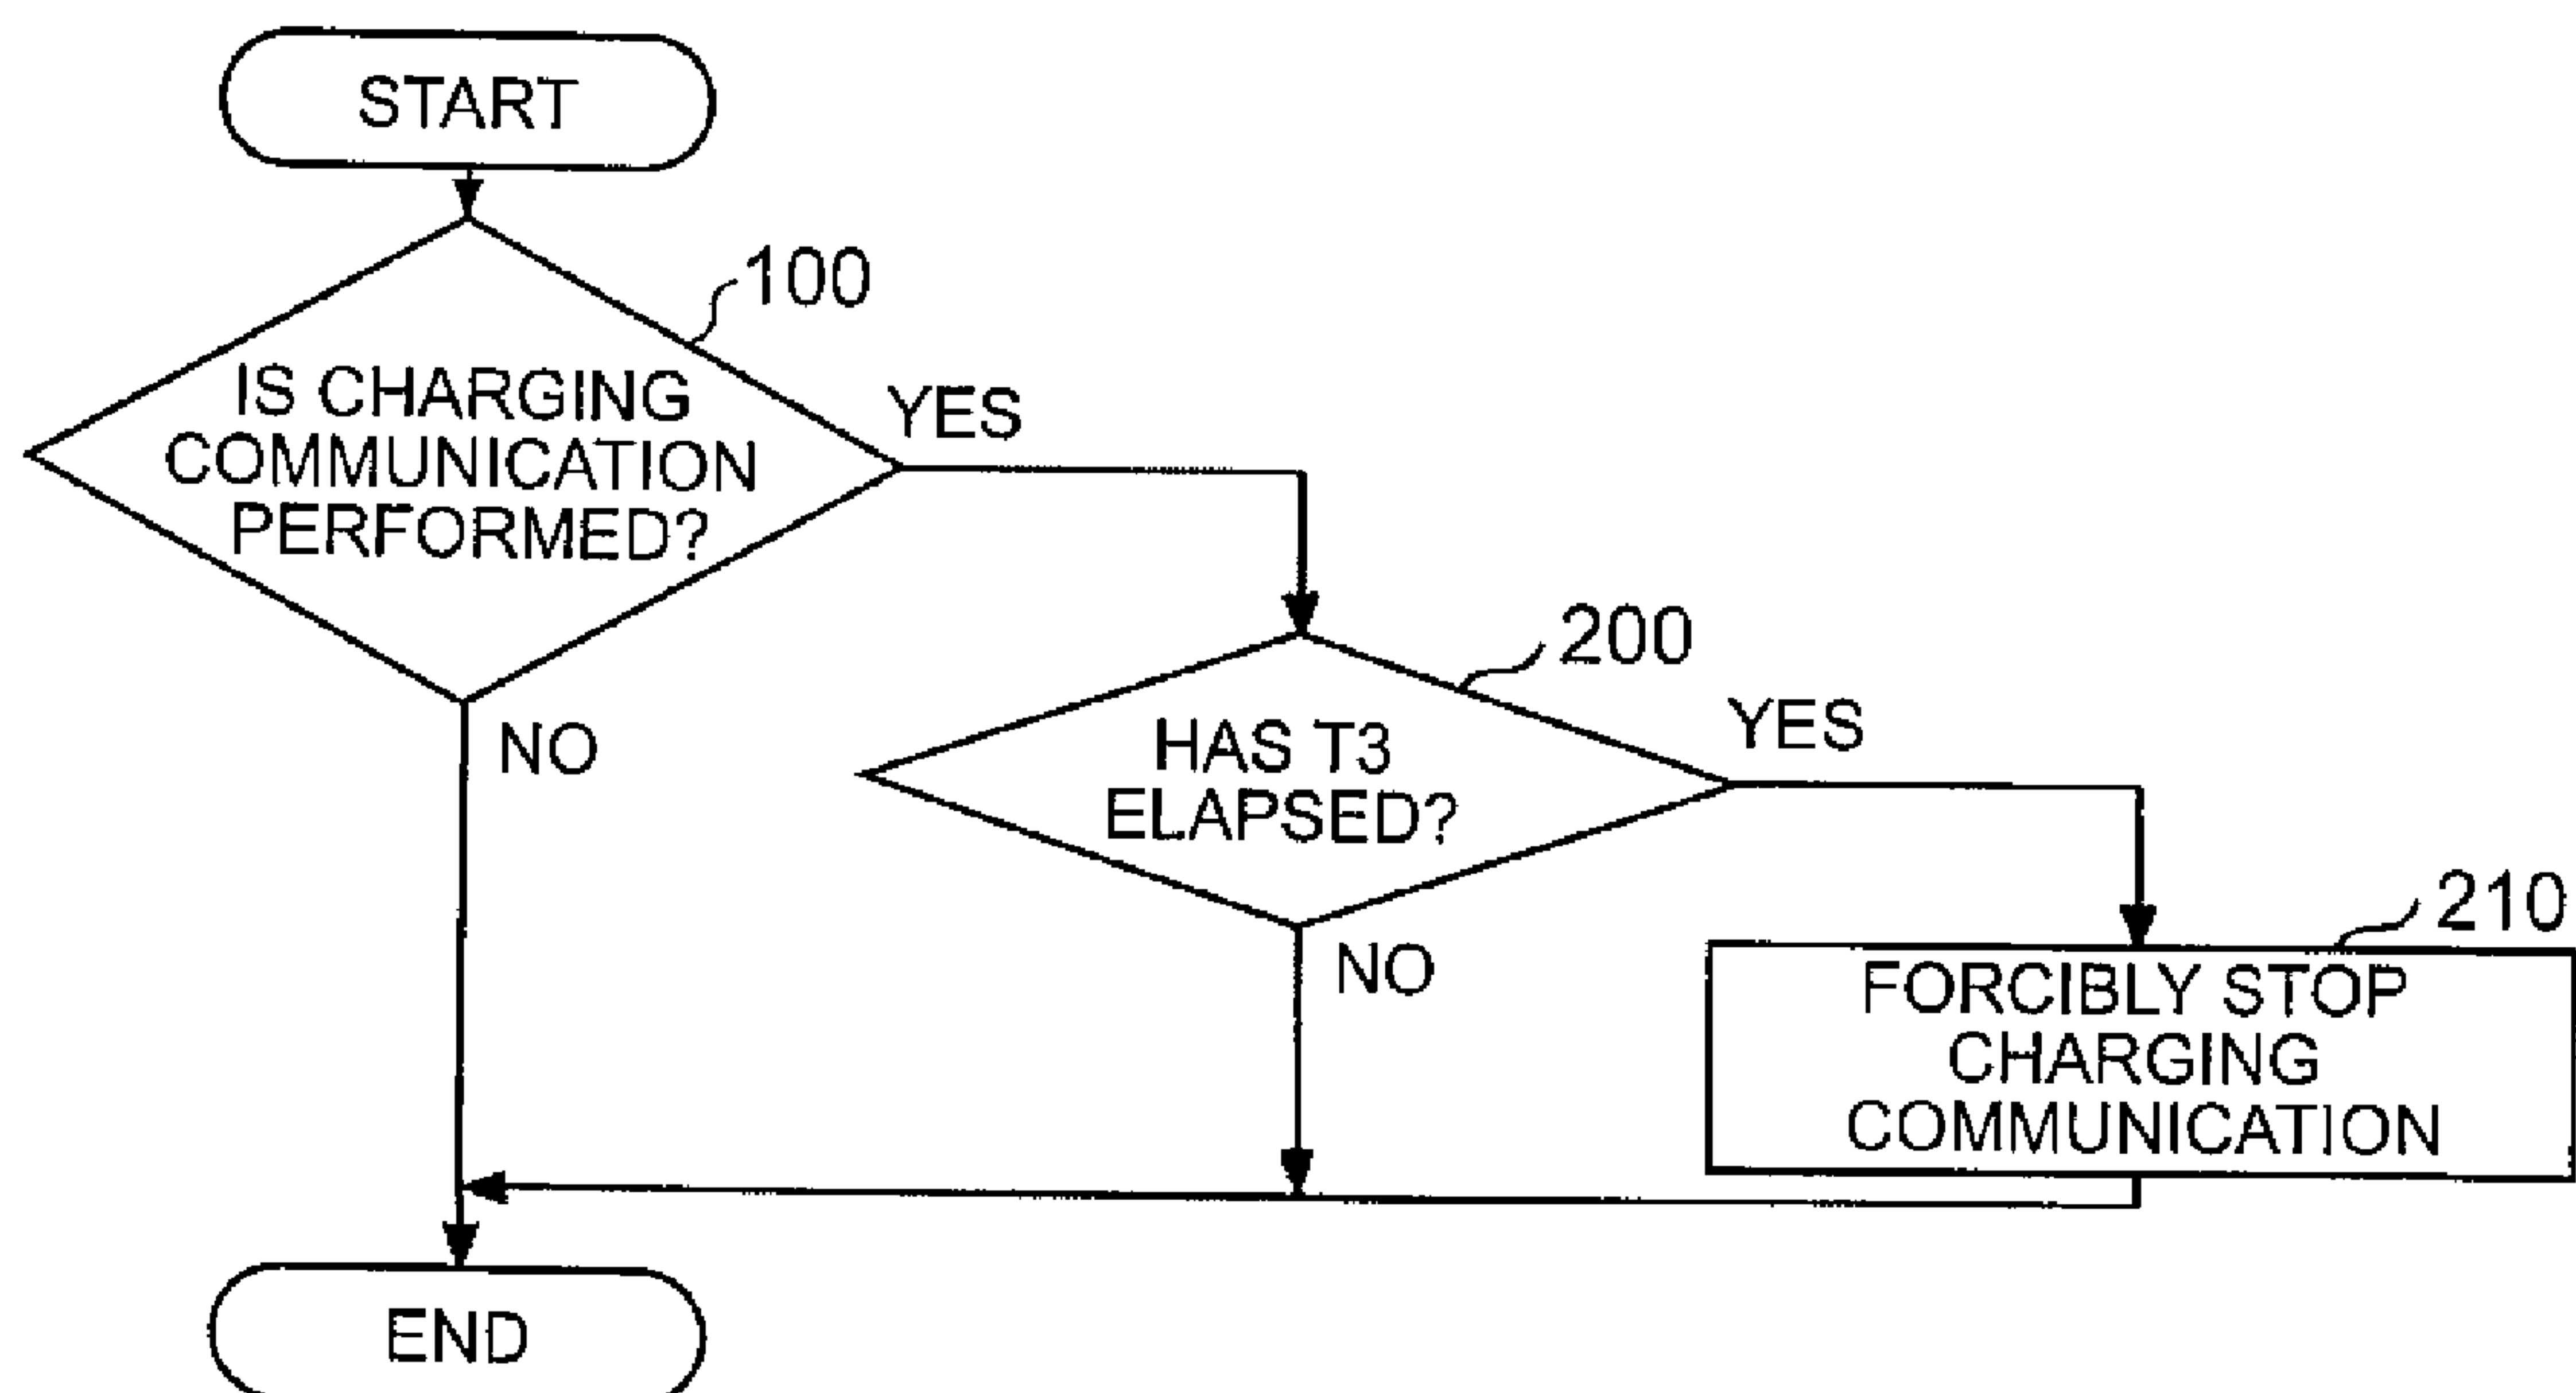 START
100
IS CHARGING
COMMUNICATION
PERFORMED?
YES
NO
200
HAS T3
ELAPSED?
YES
NO
210
FORCIBLY STOP
CHARGING
COMMUNICATION
END